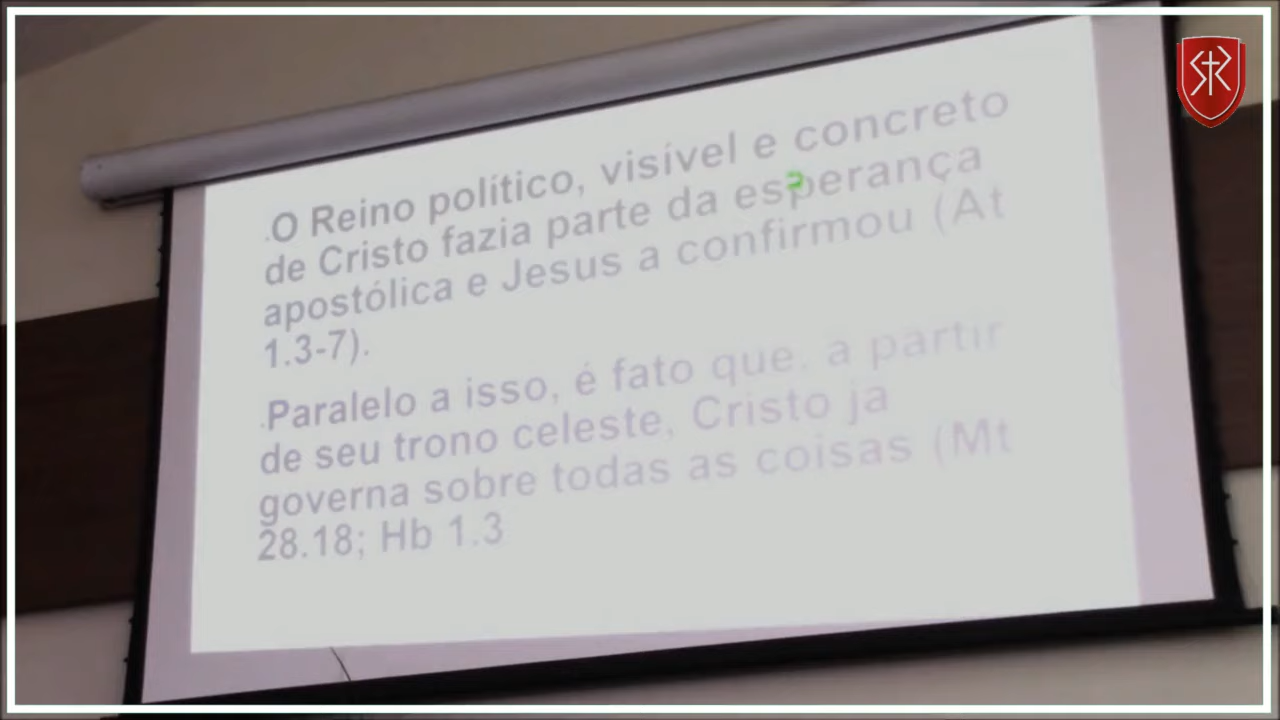 .O Reino político, visível e concreto
de Cristo fazia parte da esperança
apostólica e Jesus a confirmou (At
1.3-7).
.Paralelo a isso, é fato que, a partir
de seu trono celeste, Cristo ja
governa sobre todas as coisas (Mt
28.18; Hb 1.3